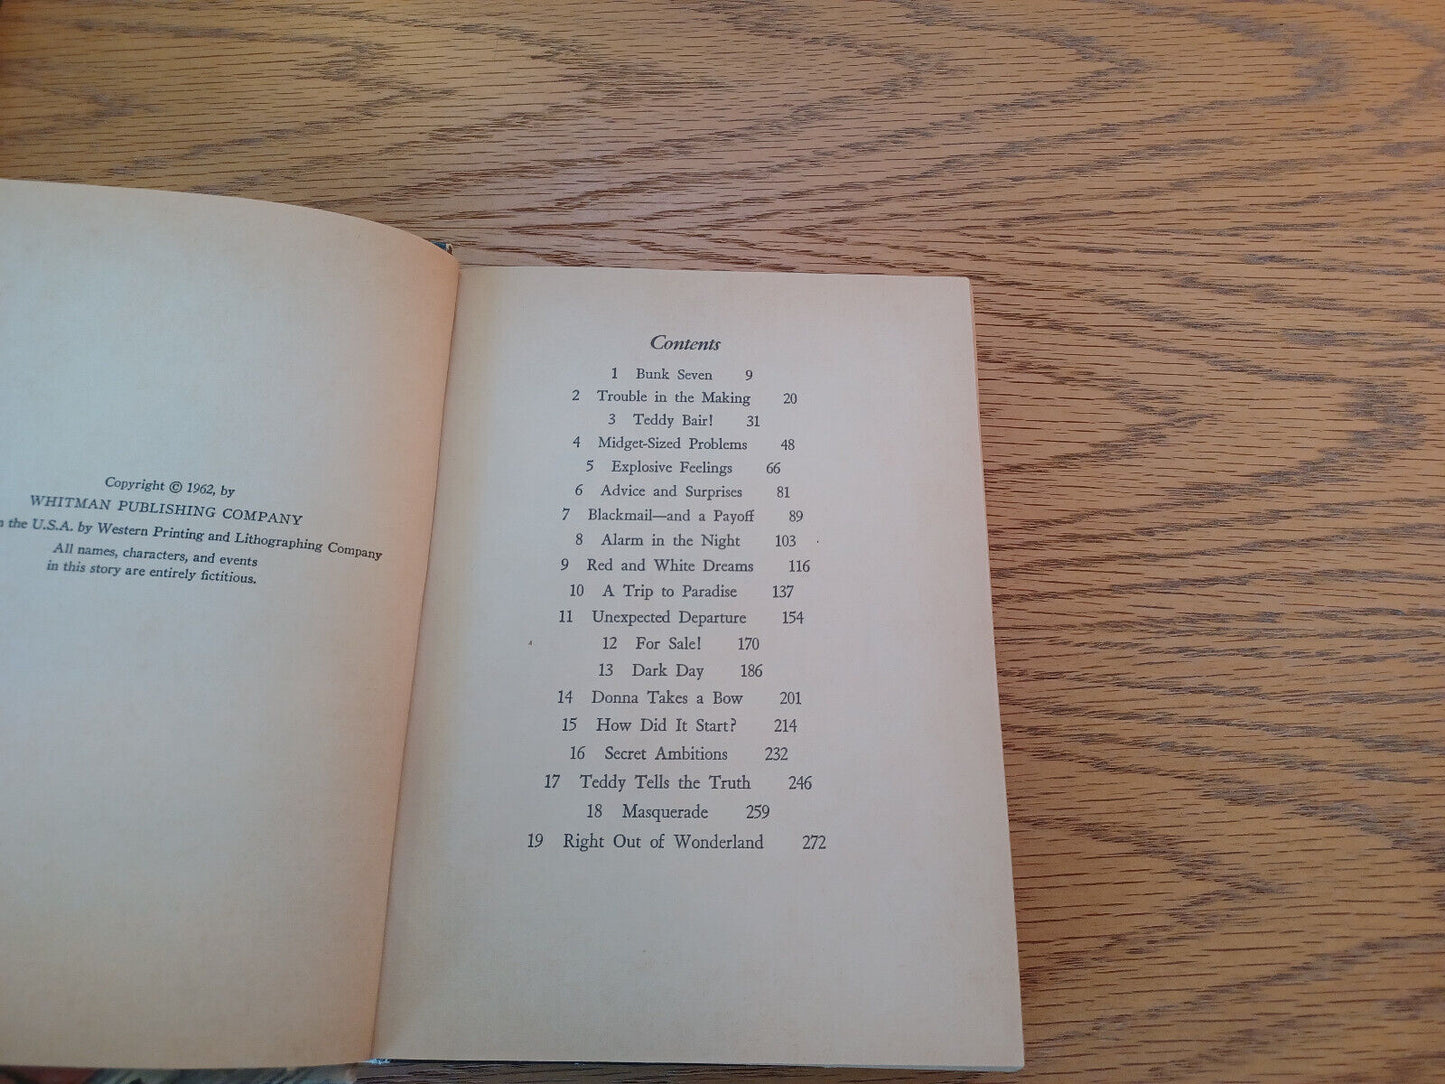 Copyright © 1962, by
WHITMAN PUBLISHING COMPANY
the U.S.A. by Western Printing and Lithographing Company
All names, characters, and events
in this story are entirely fictitious.
Contents
1 Bunk Seven 9
2 Trouble in the Making 20
3 Teddy Bair! 31
4 Midget-Sized Problems 48
5 Explosive Feelings 66
6 Advice and Surprises 81
7 Blackmail—and a Payoff 89
8 Alarm in the Night 103
9 Red and White Dreams 116
10 A Trip to Paradise 137
11 Unexpected Departure 154
12 For Sale! 170
13 Dark Day 186
14 Donna Takes a Bow 201
15 How Did It Start? 214
16 Secret Ambitions 232
17 Teddy Tells the Truth 246
18 Masquerade 259
19 Right Out of Wonderland 272